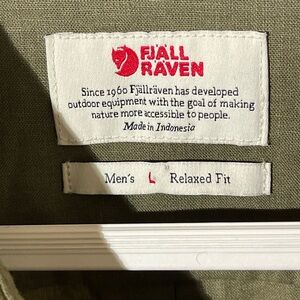 FJÄLL
RÄVEN
Since 1960 Fjällräven has developed
outdoor equipment with the goal of making
nature more accessible to people.
Made in Indonesia
Men's L Relaxed Fit